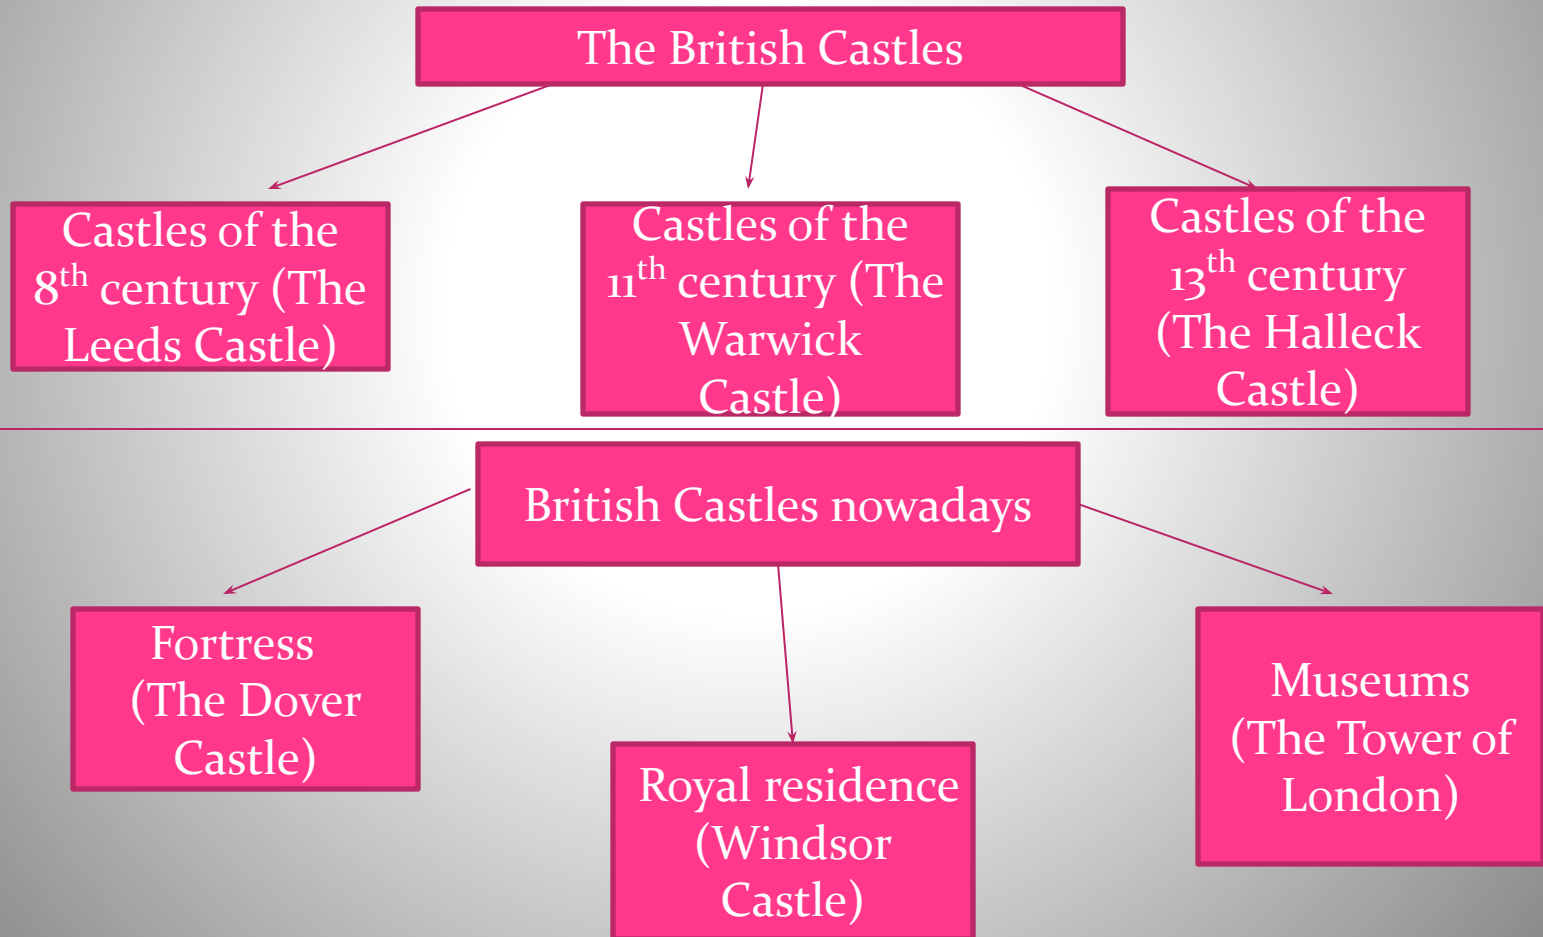 The British Castles
Castles of the
8th century (The
Leeds Castle)
Castles of the
11th century (The
Warwick
Castle)
Castles of the
13th century
(The Halleck
Castle)
British Castles nowadays
Fortress
(The Dover
Castle)
Royal residence
(Windsor
Castle)
Museums
(The Tower of
London)